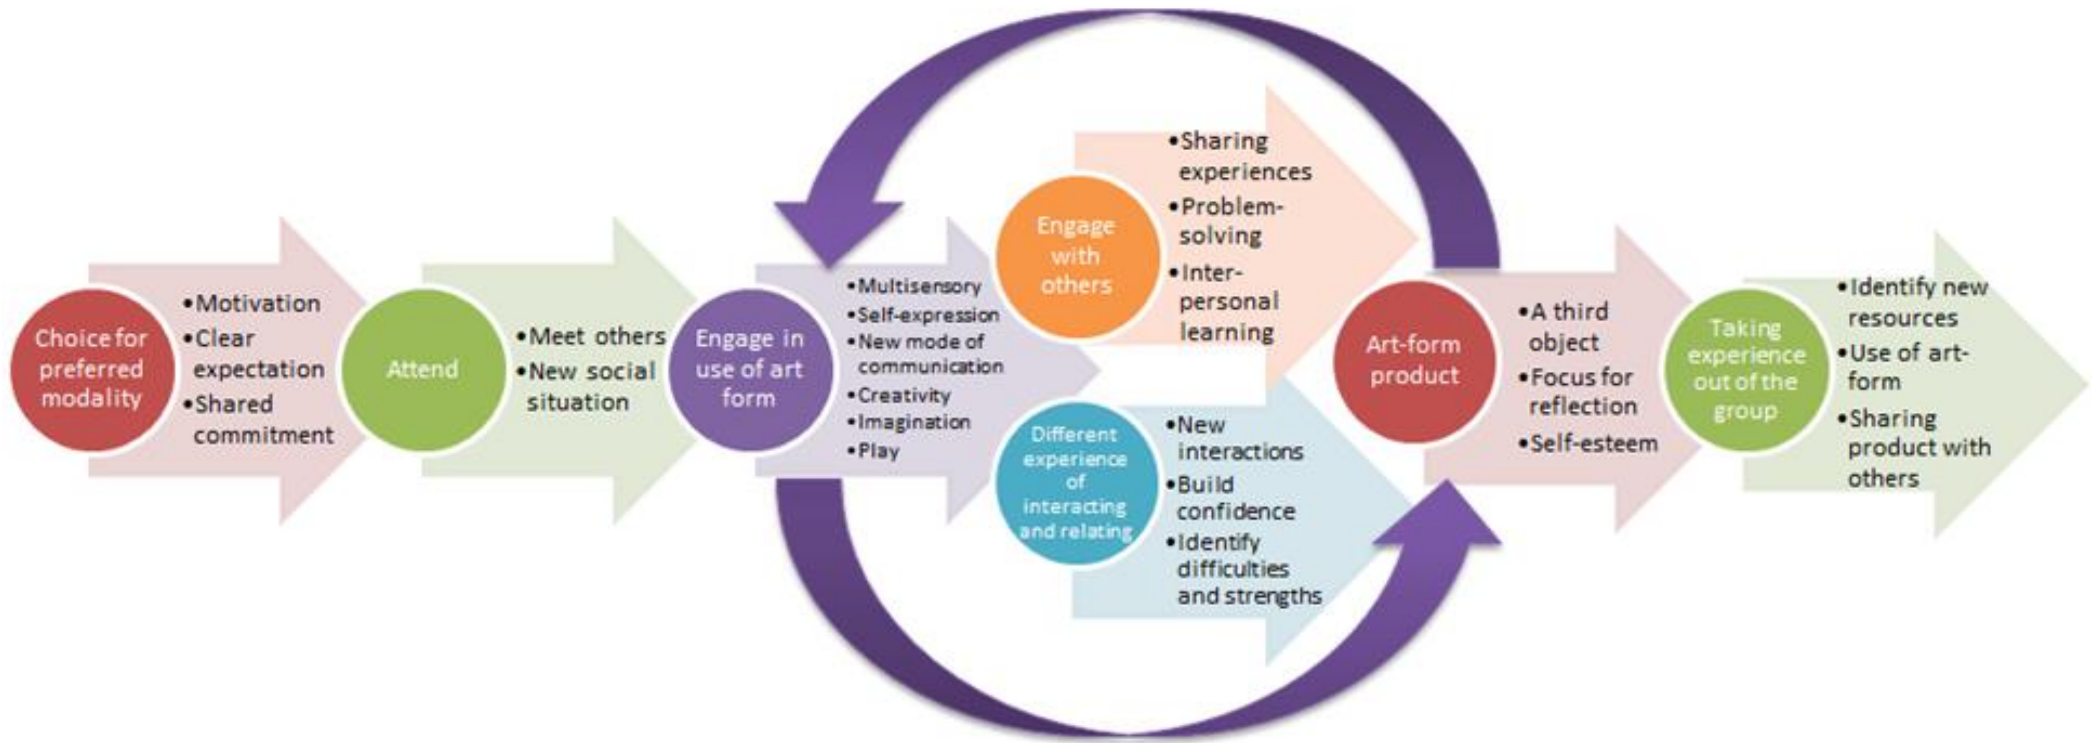 Choice for
preferred
modality
•Motivation
•Clear
expectation
•Shared
commitment
Attend
•Meet others
•New social
situation
Engage in
use of art
form
•Multisensory
•Self-expression
•New mode of
communication
•Creativity
•Imagination
•Play
Engage
with
others
•Sharing
experiences
•Problem-
solving
•Inter-
personal
learning
Different
experience
of
interacting
and relating
•New
interactions
•Build
confidence
•Identify
difficulties
and strengths
Art-form
product
•A third
object
•Focus for
reflection
•Self-esteem
Taking
experience
out of the
group
•Identify new
resources
•Use of art-
form
•Sharing
product with
others